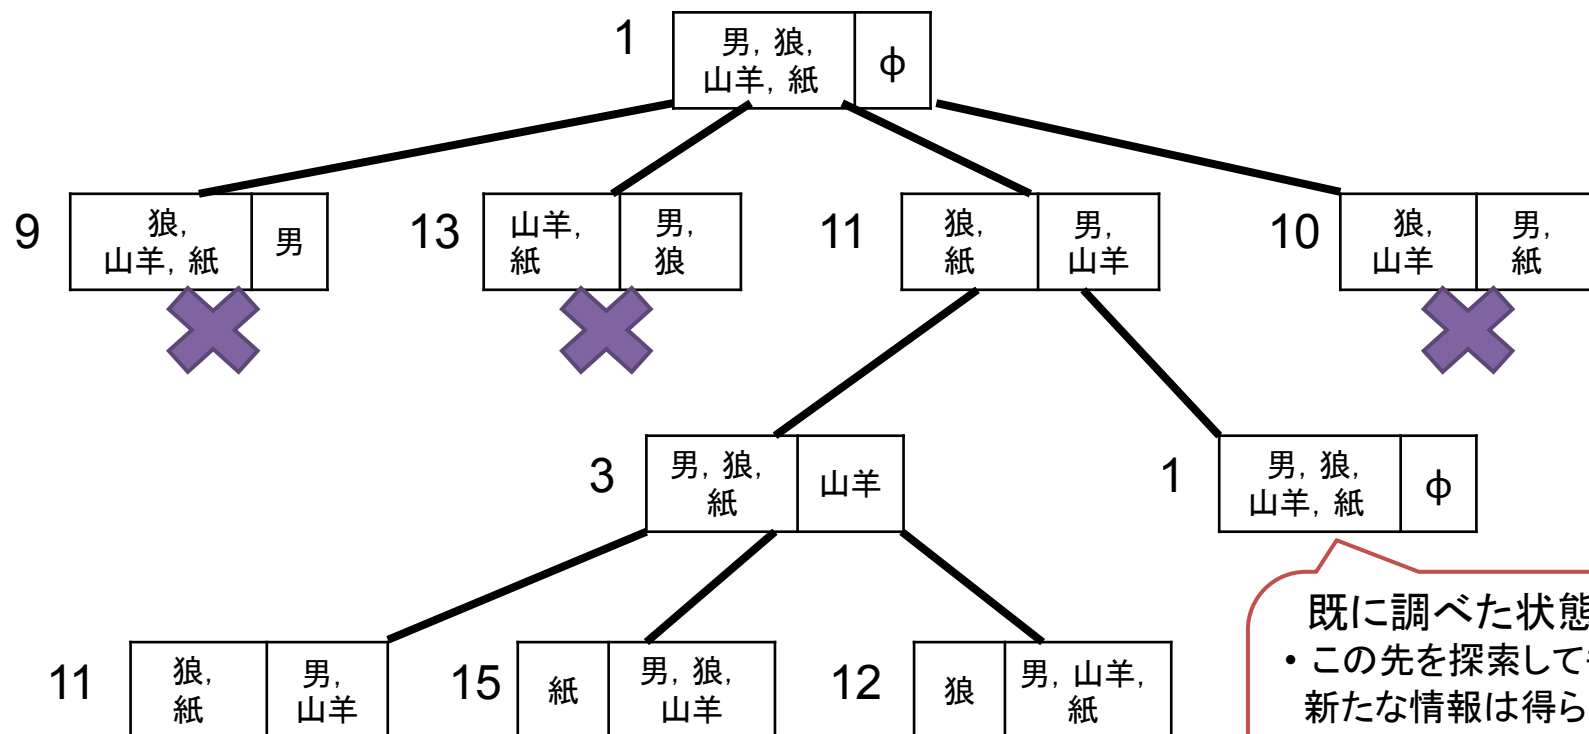 1
男, 狼,
山羊, 紙
φ
9
狼,
山羊, 紙
男
13
山羊,
紙
男,
狼
11
狼,
紙
男,
山羊
10
狼,
山羊
男,
紙
3
男, 狼,
紙
山羊
1
男, 狼,
山羊, 紙
φ
11
狼,
紙
男,
山羊
15
紙
男, 狼,
山羊
12
狼
男, 山羊,
紙
既に調べた状態
• この先を探索して
新たな情報は得ら